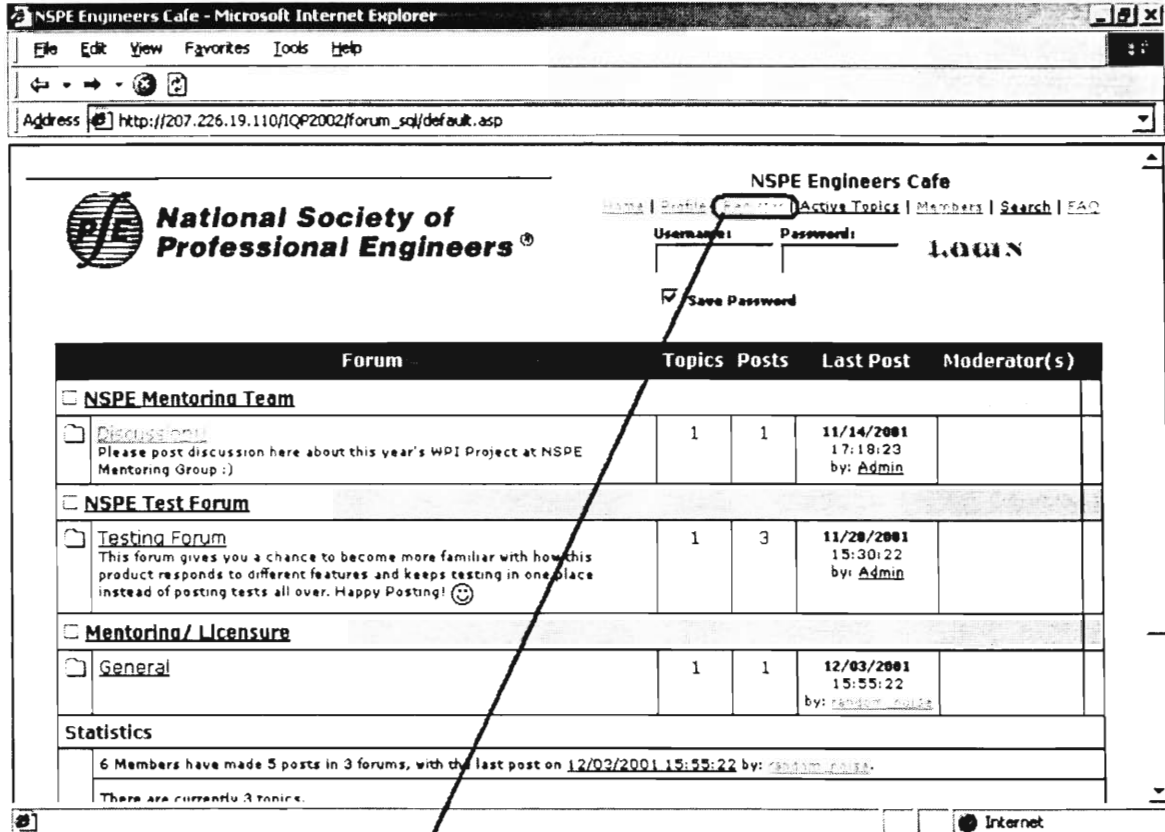 NSPE Engineers Cafe - Microsoft Internet Explorer
File Edit View Favorites Tools Help
Address http://207.226.19.110/IQP2002/forum_sql/default.asp
NSPE Engineers Cafe
Home | Profile | Register | Active Topics | Members | Search | FAQ
PE
National Society of
Professional Engineers ®
Username: Password:
LOGIN
Save Password
Forum Topics Posts Last Post Moderator(s)
NSPE Mentoring Team
Discussions
Please post discussion here about this year's WPI Project at NSPE
Mentoring Group :)
1 1 11/14/2001
17:18:23
by: Admin
NSPE Test Forum
Testing Forum
This forum gives you a chance to become more familiar with how this
product responds to different features and keeps testing in one place
instead of posting tests all over. Happy Posting!
1 3 11/28/2001
15:30:22
by: Admin
Mentoring/ Licensure
General
1 1 12/03/2001
15:55:22
by: random_noise
Statistics
6 Members have made 5 posts in 3 forums, with the last post on 12/03/2001 15:55:22 by: random_noise.
There are currently 3 topics.
Internet